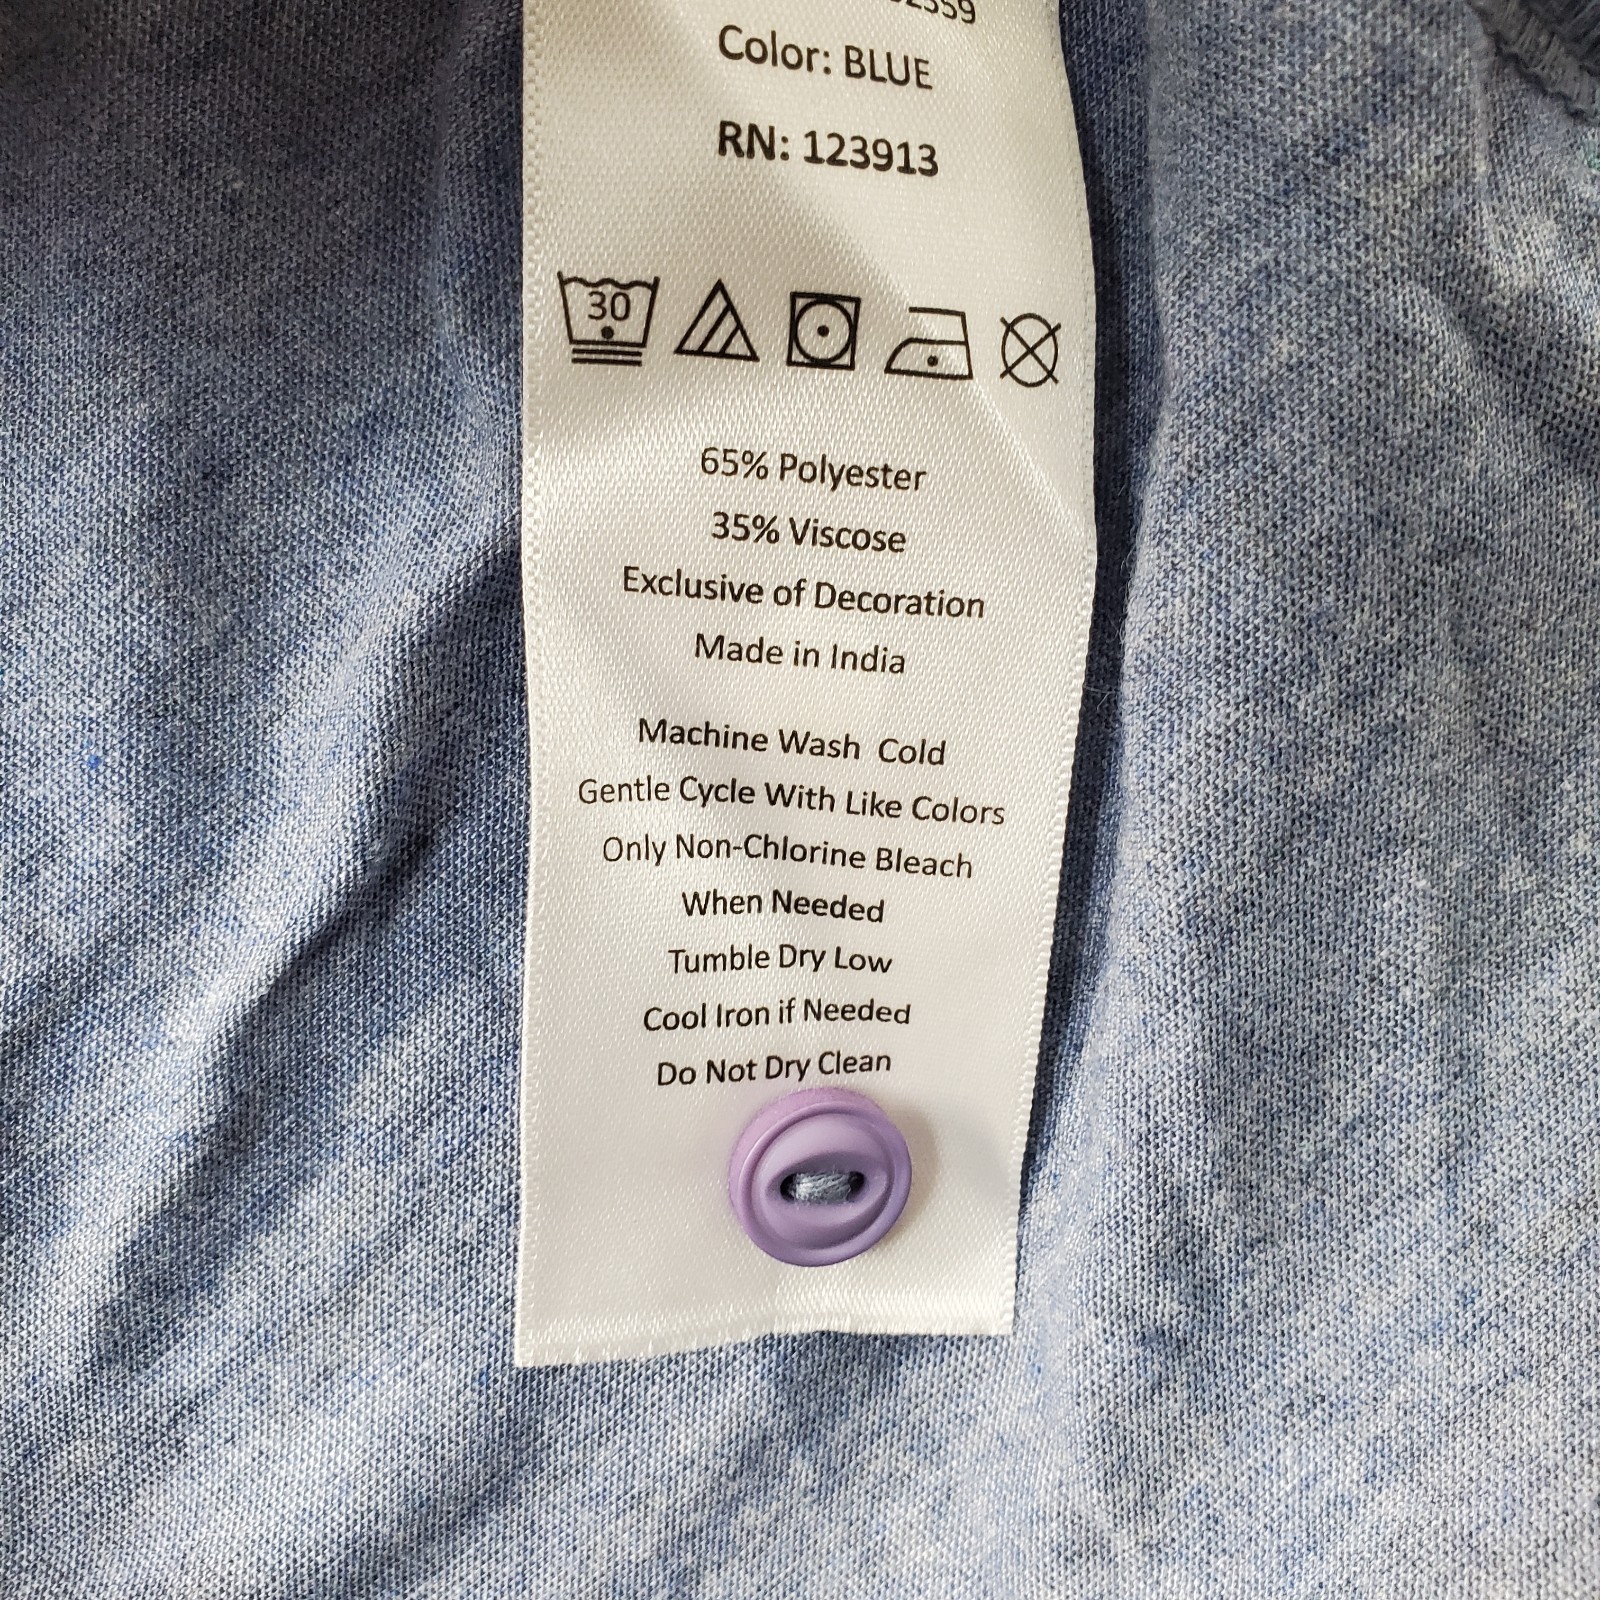 Color: BLUE
RN: 123913
30
65% Polyester
35% Viscose
Exclusive of Decoration
Made in India
Machine Wash Cold
Gentle Cycle With Like Colors
Only Non-Chlorine Bleach
When Needed
Tumble Dry Low
Cool Iron if Needed
Do Not Dry Clean